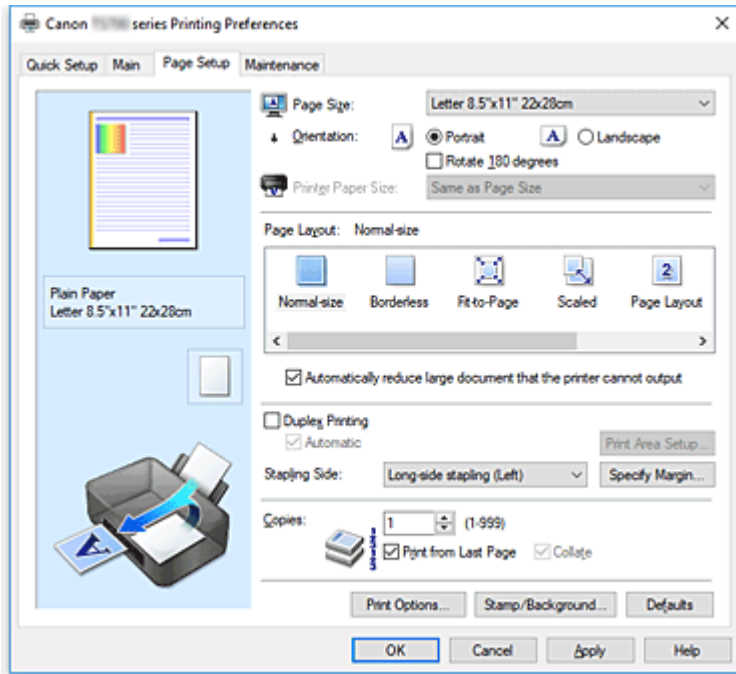 Canon series Printing Preferences
Quick Setup Main Page Setup Maintenance
Page Size: Letter 8.5"x11" 22x28cm
Orientation: A Portrait A Landscape
Rotate 180 degrees
Printer Paper Size: Same as Page Size
Page Layout: Normal-size
2
Normal-size Borderless Fit-to-Page Scaled Page Layout
Plain Paper
Letter 8.5"x11" 22x28cm
Automatically reduce large document that the printer cannot output
Duplex Printing
Automatic Print Area Setup...
Stapling Side: Long-side stapling (Left) Specify Margin...
Copies: 1 (1-999)
Print from Last Page Collate
A
Print Options... Stamp/Background... Defaults
OK Cancel Apply Help